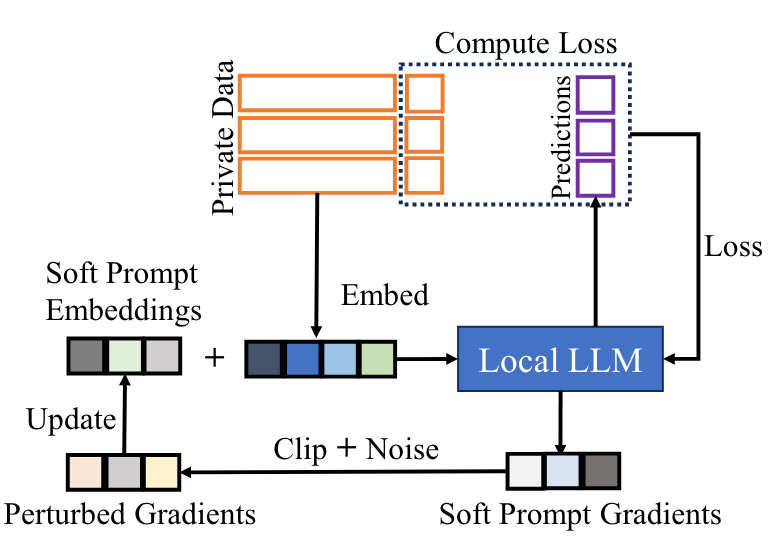 Compute Loss
Private Data
Predictions
Loss
Soft Prompt
Embeddings
Embed
+
Local LLM
Update
Clip + Noise
Perturbed Gradients
Soft Prompt Gradients